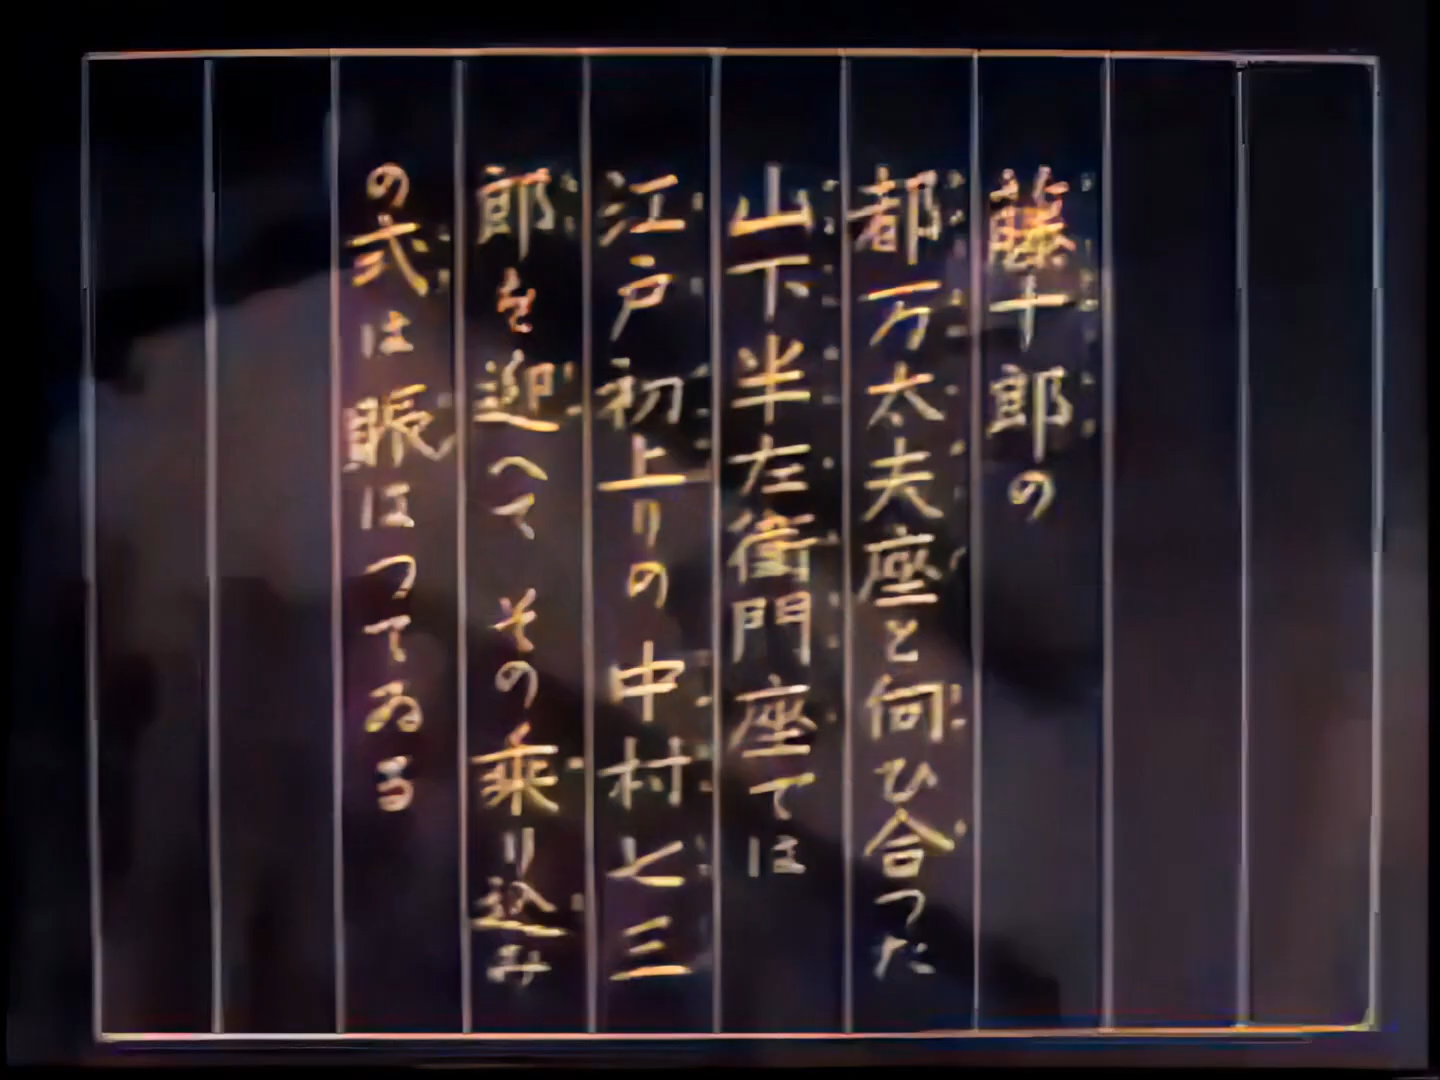 藤十郎の
都万太夫座と向ひ合つた
山下半左衛門座では
江戸初上りの中村七三
郎を迎へて その乗り込み
の式は賑はつてゐる